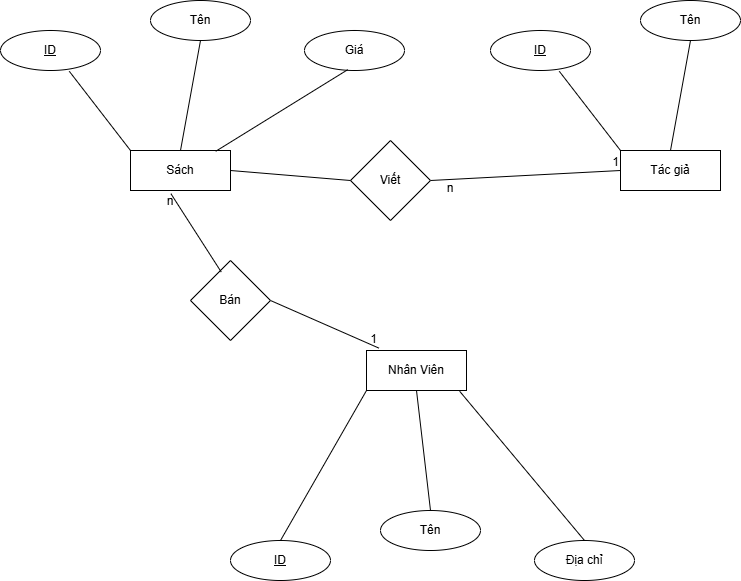 Tên
Tên
ID
Giá
ID
1
Sách
Viết
Tác giả
n
n
Bán
1
Nhân Viên
Tên
ID
Địa chỉ